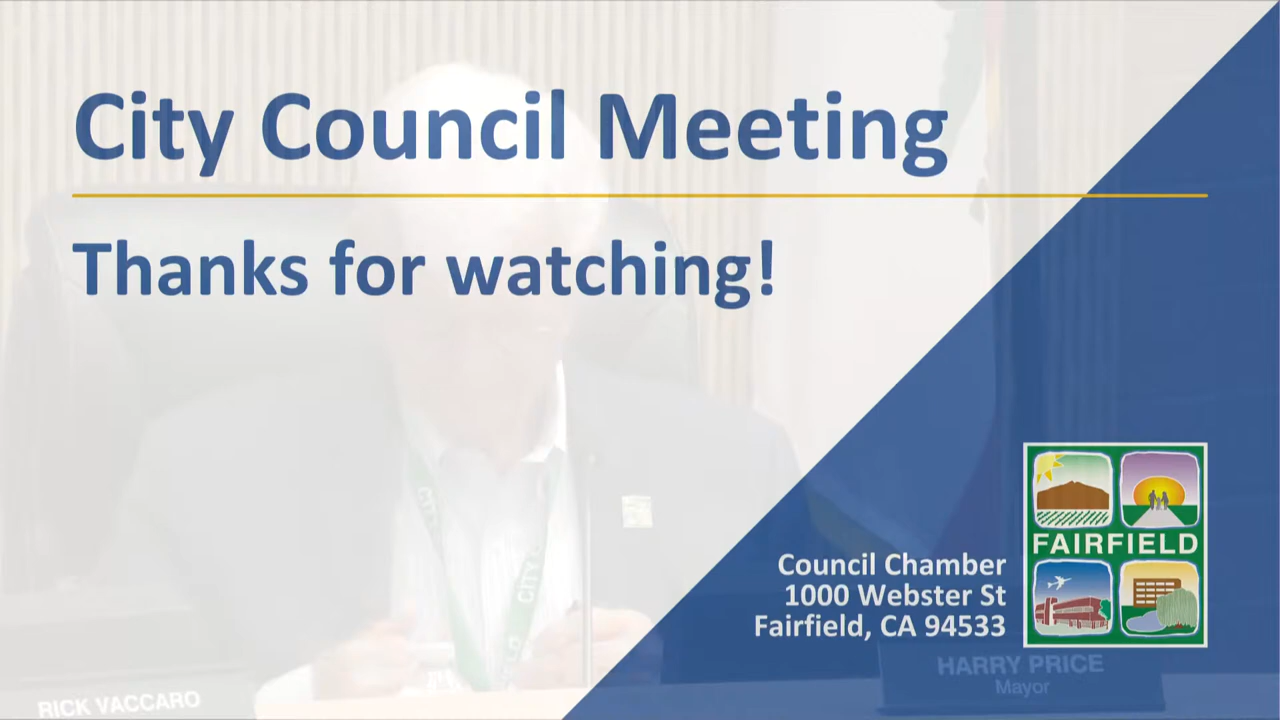 City Council Meeting
Thanks for watching!
Council Chamber
1000 Webster St
Fairfield, CA 94533
FAIRFIELD
HARRY PRICE
Mayor
RICK VACCARO